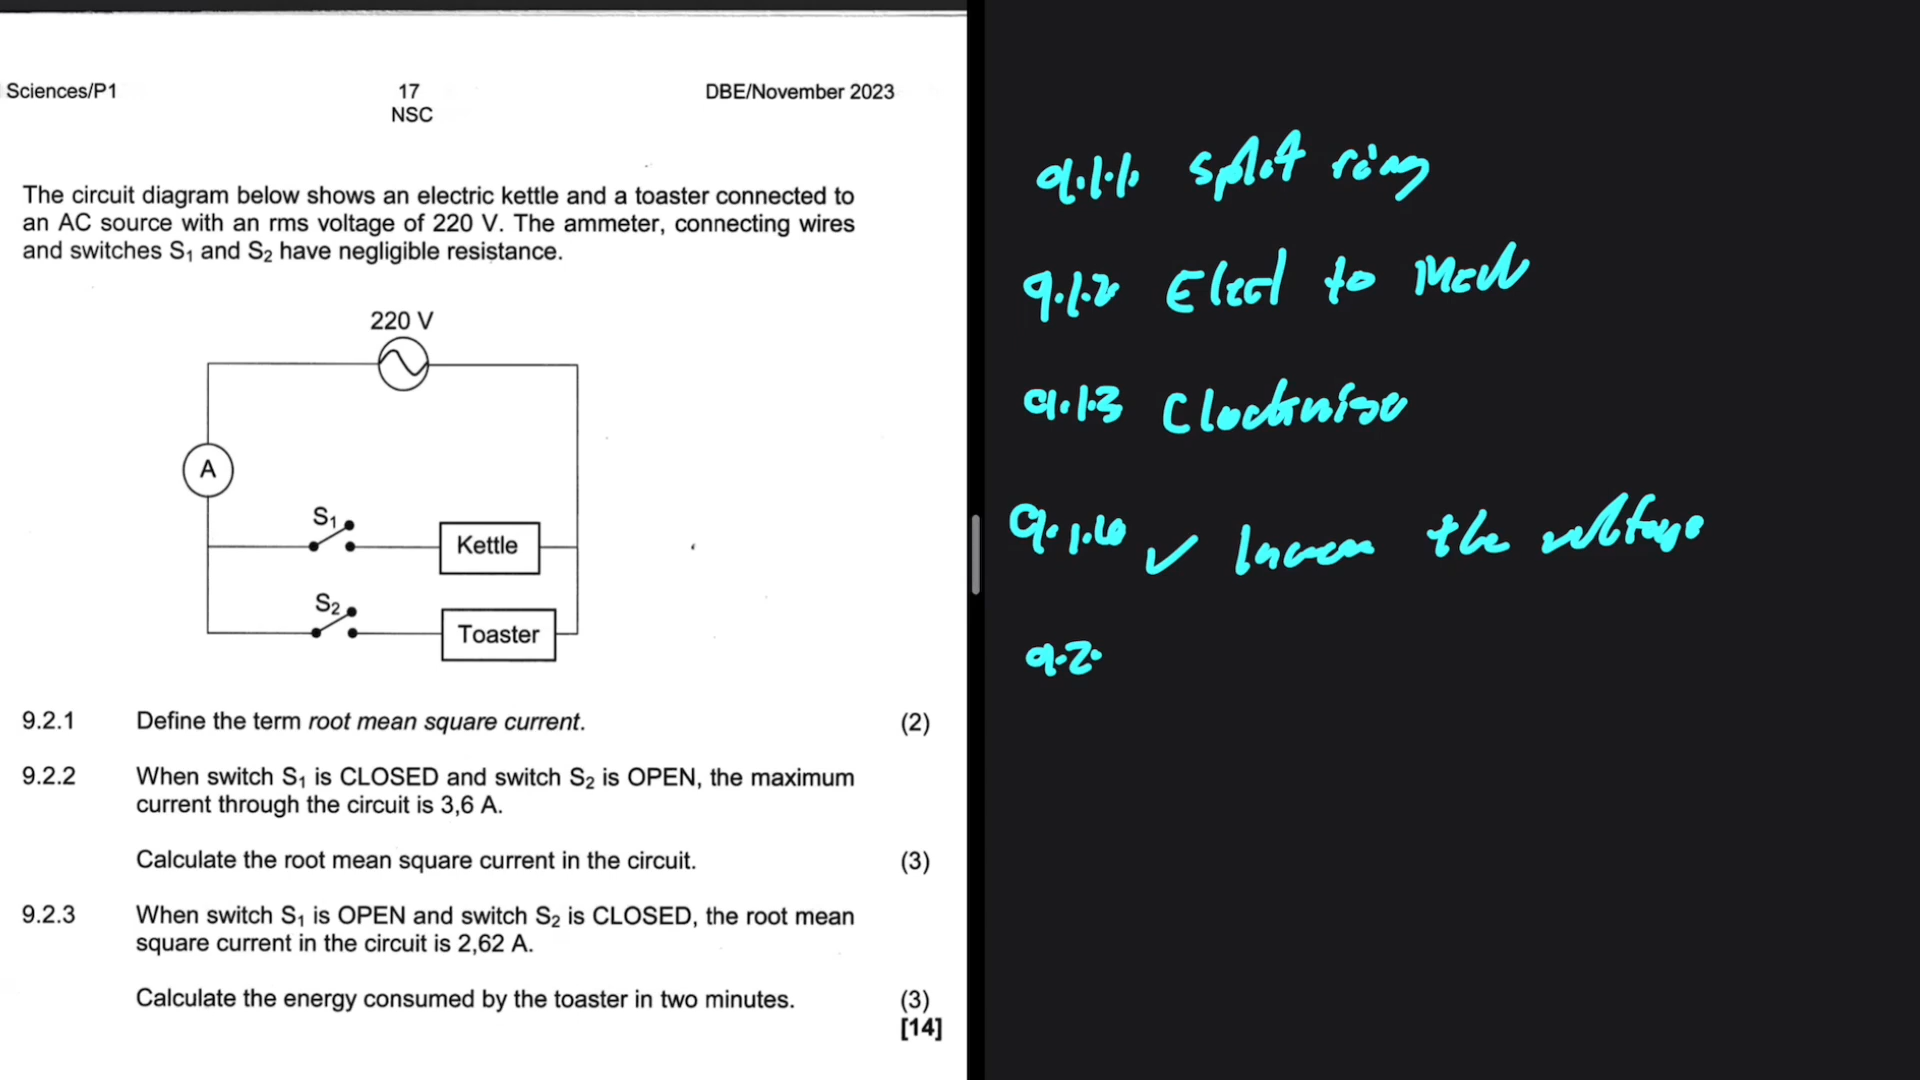 Sciences/P1
17
NSC
DBE/November 2023
The circuit diagram below shows an electric kettle and a toaster connected to
an AC source with an rms voltage of 220 V. The ammeter, connecting wires
and switches S₁ and S₂ have negligible resistance.
220 V
A
S₁
Kettle
S₂
Toaster
9.2.1 Define the term root mean square current. (2)
9.2.2 When switch S₁ is CLOSED and switch S₂ is OPEN, the maximum
current through the circuit is 3,6 A.
Calculate the root mean square current in the circuit. (3)
9.2.3 When switch S₁ is OPEN and switch S₂ is CLOSED, the root mean
square current in the circuit is 2,62 A.
Calculate the energy consumed by the toaster in two minutes. (3)
[14]
9.1.1. split ring
9.1.2 Elect to Mech
9.1.3 Clockwise
✓ the voltage
9.2.